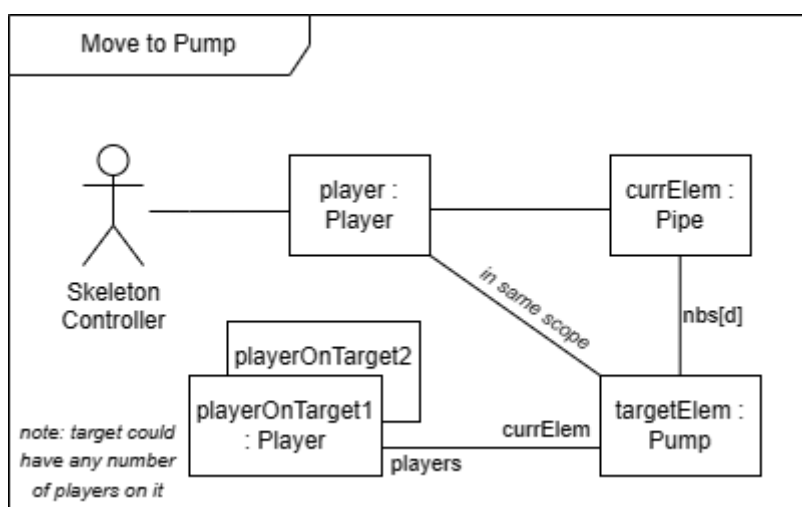 Move to Pump
player :
Player
currElem :
Pipe
Skeleton
Controller
in same scope
nbs[d]
playerOnTarget2
playerOnTarget1
: Player
targetElem :
Pump
currElem
players
note: target could
have any number
of players on it